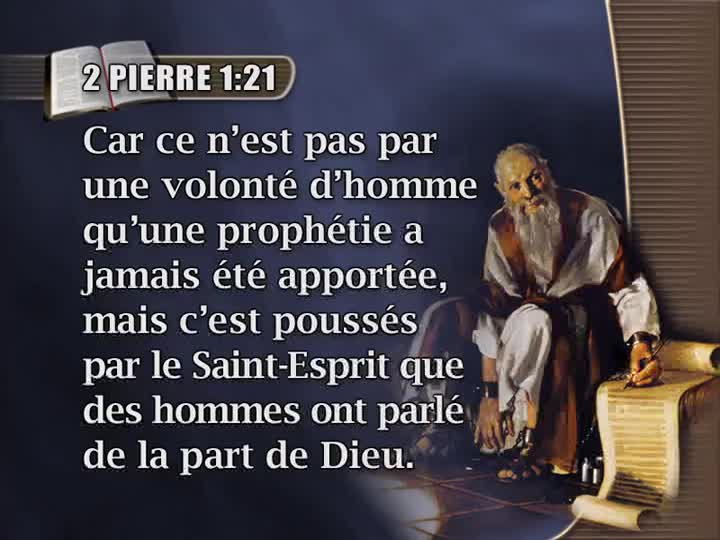 2 PIERRE 1:21
Car ce n’est pas par
une volonté d’homme
qu’une prophétie a
jamais été apportée,
mais c’est poussés
par le Saint-Esprit que
des hommes ont parlé
de la part de Dieu.